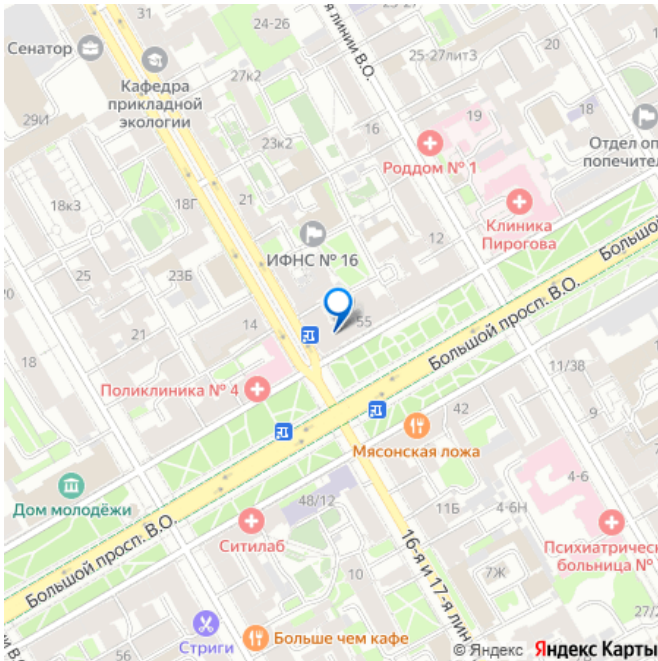 31
24-26
20
Сенатор
25-27лит3
линии В.О.
27к2
Кафедра
прикладной
экологии
19
18
29И
16
Отдел оп
попечител
23к2
Роддом № 1
18к3
18Г
21
Клиника
Пирогова
12
ИФНС № 16
Большой
25
23Б
20
55
14
21
Большой просп. В.О.
18
11/38
Поликлиника № 4
42
9
Мясонская ложа
4-6
Дом молодёжи
48/12
11Б
4-6Н
Ситилаб
Психиатрическ
больница №
Большой просп. В.О.
16-я и 17-я лин
10
7Ж
27/2
Стриги
Больше чем кафе
линии В.О.
56
© Яндекс Яндекс Карты